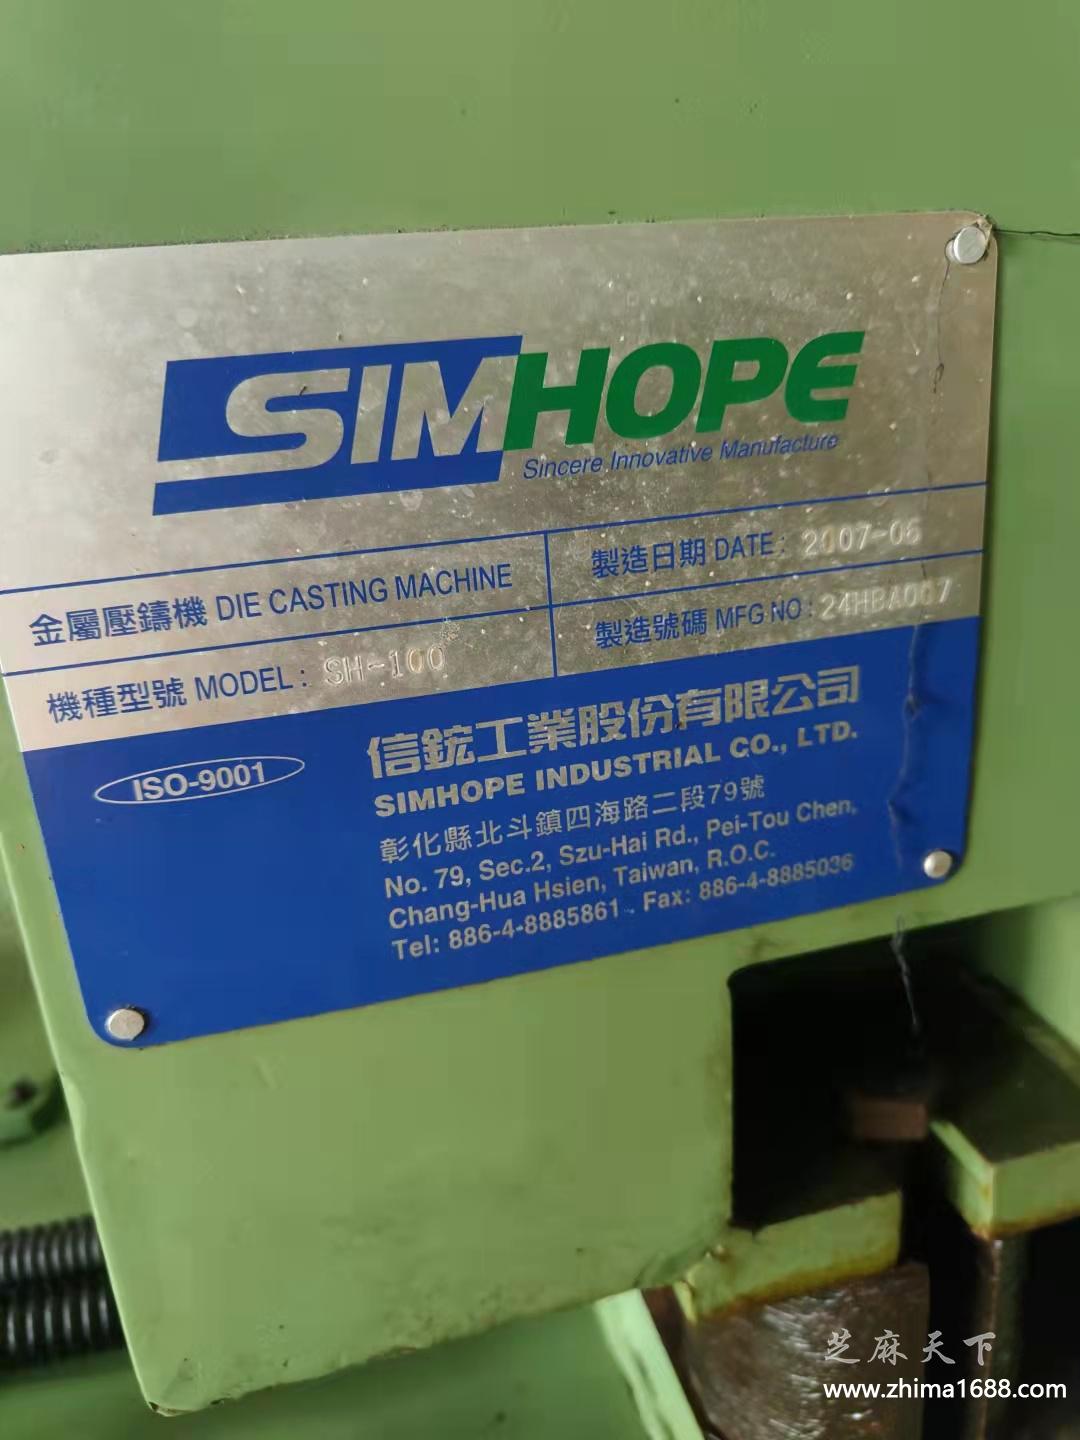 SIMHOPE
Sincere Innovative Manufacture
金屬壓鑄機 DIE CASTING MACHINE
製造日期 DATE: 2007-06
機種型號 MODEL: SH-100
製造號碼 MFG NO: 24HBA007
ISO-9001
信鋐工業股份有限公司
SIMHOPE INDUSTRIAL CO., LTD.
彰化縣北斗鎮四海路二段79號
No. 79, Sec.2, Szu-Hai Rd., Pei-Tou Chen,
Chang-Hua Hsien, Taiwan, R.O.C.
Tel: 886-4-8885861 . Fax: 886-4-8885036
芝麻天下
www.zhima1688.com